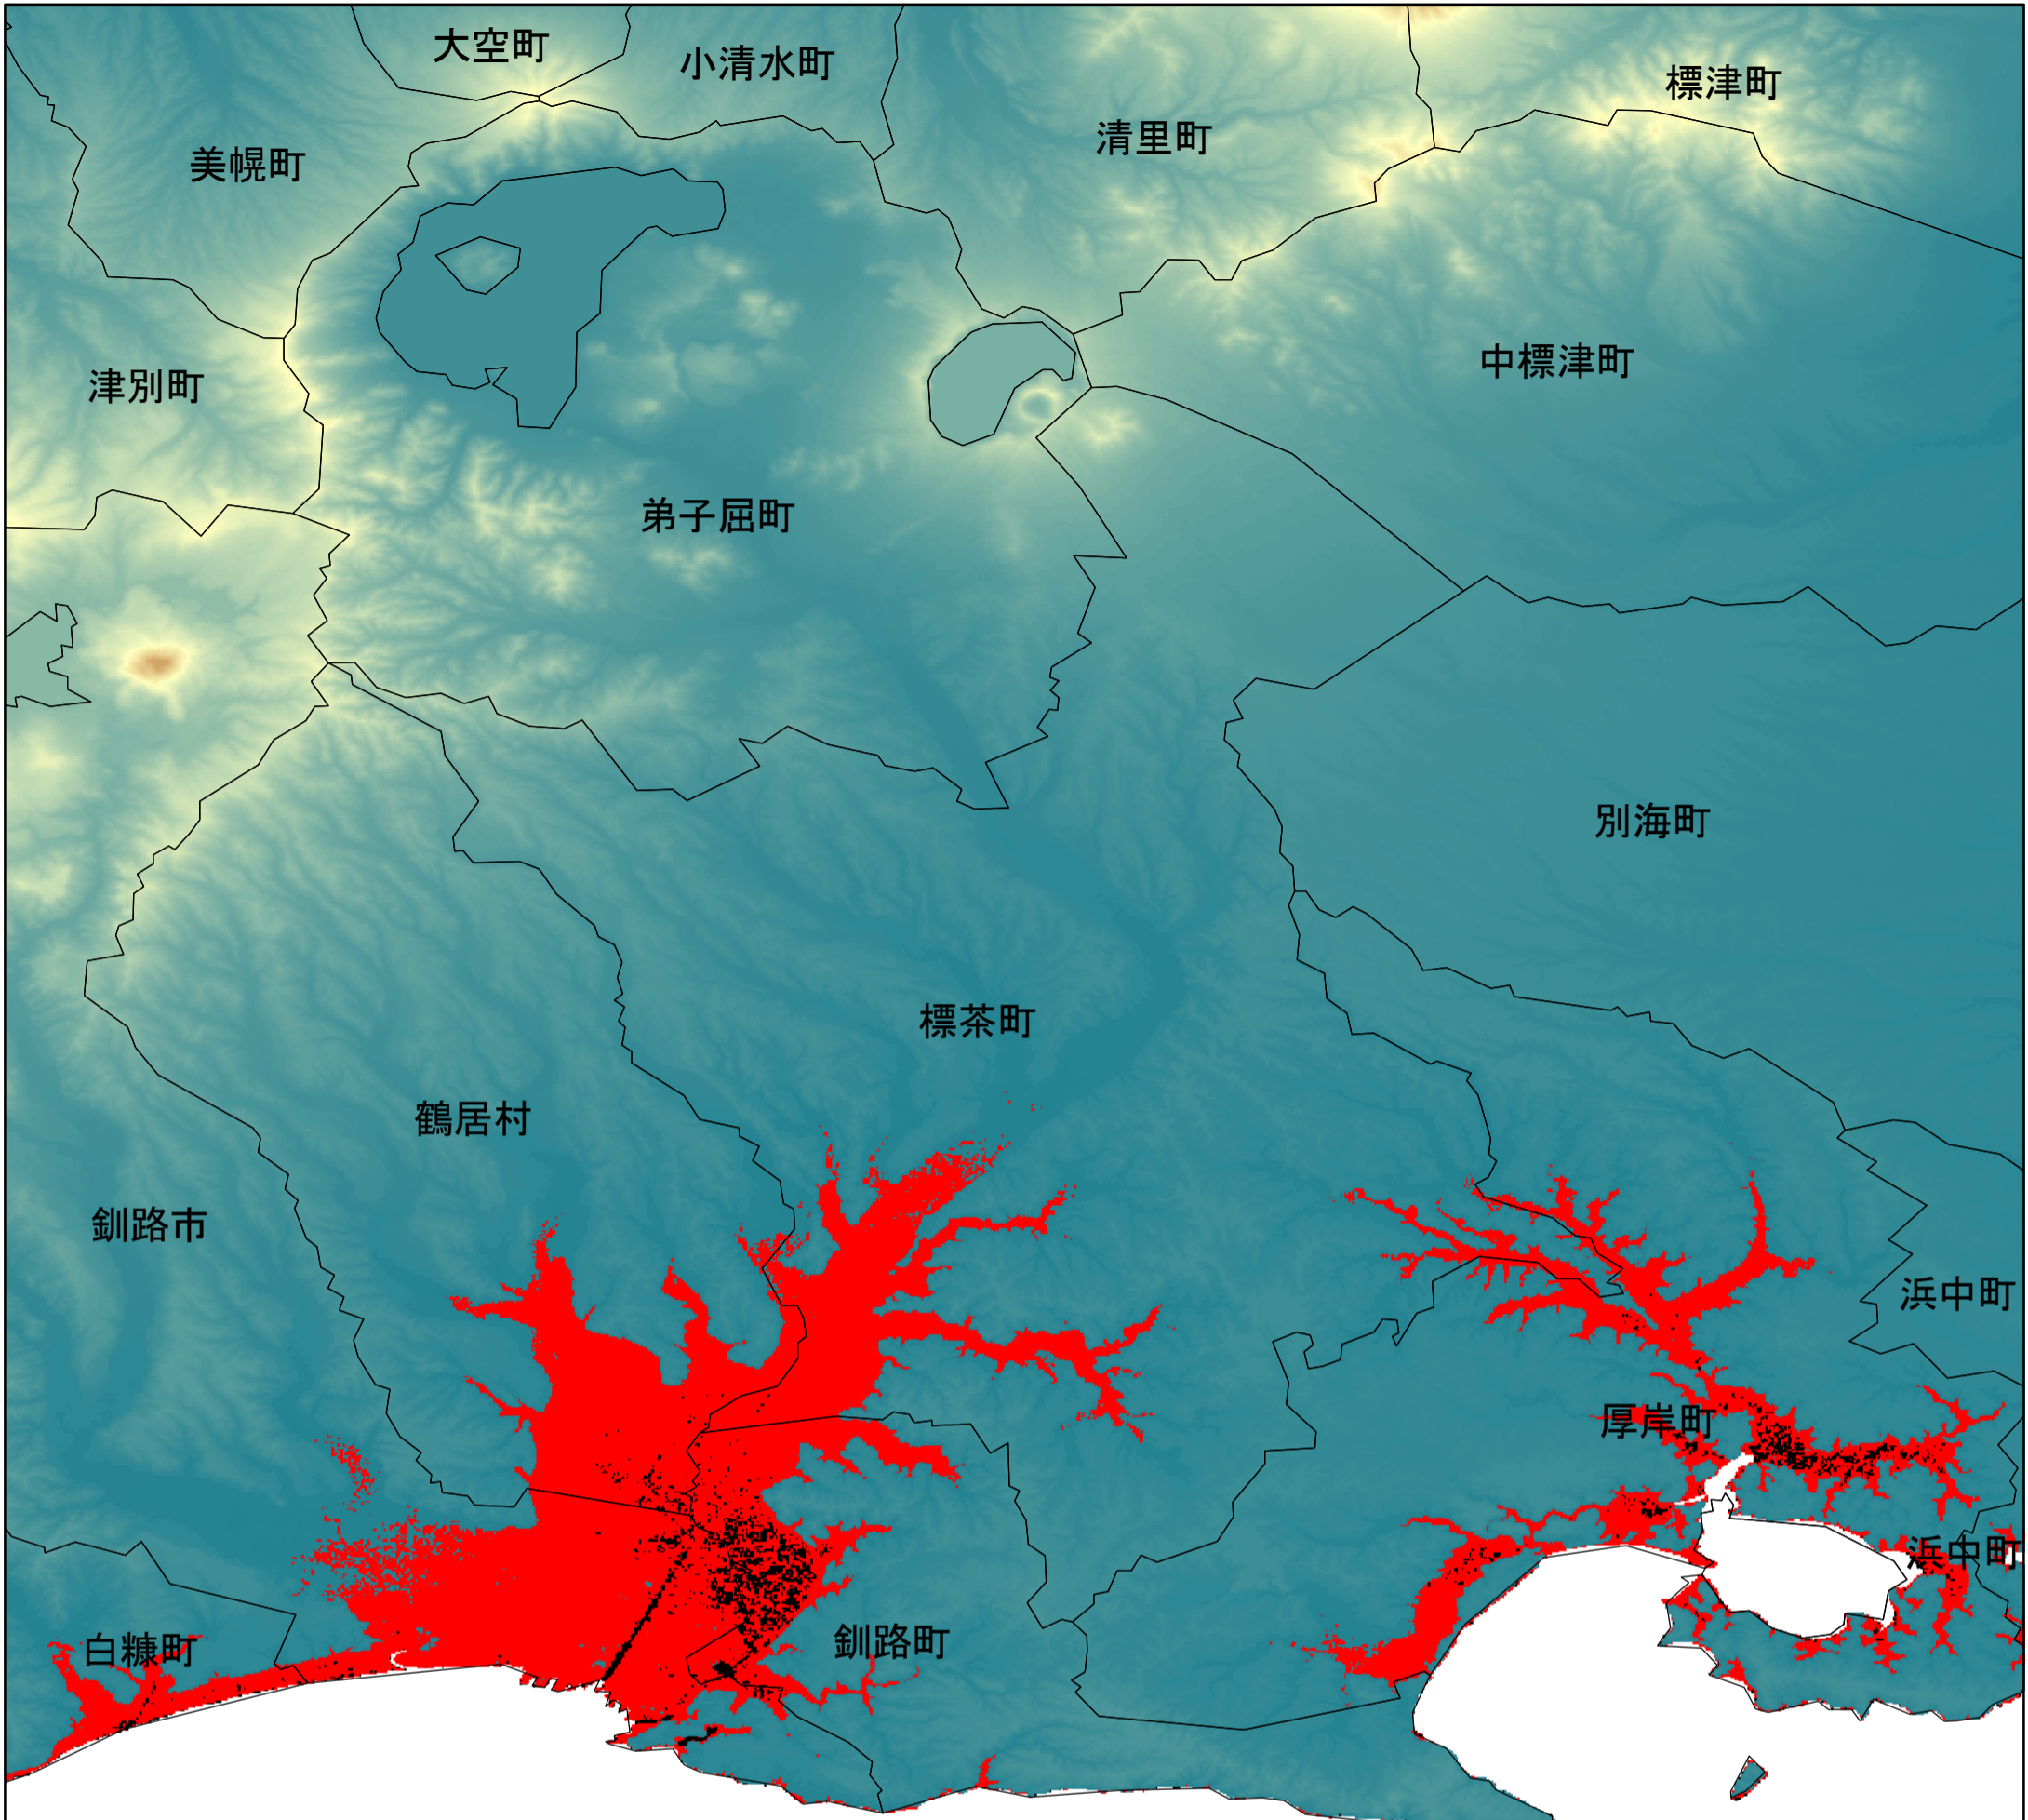 大空町
小清水町
標津町
清里町
美幌町
中標津町
津別町
弟子屈町
別海町
標茶町
鶴居村
釧路市
浜中町
厚岸町
浜中町
釧路町
白糠町